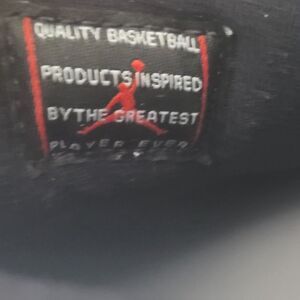 QUALITY BASKETBALL
PRODUCTS INSPIRED
BY THE GREATEST
PLAYER EVER